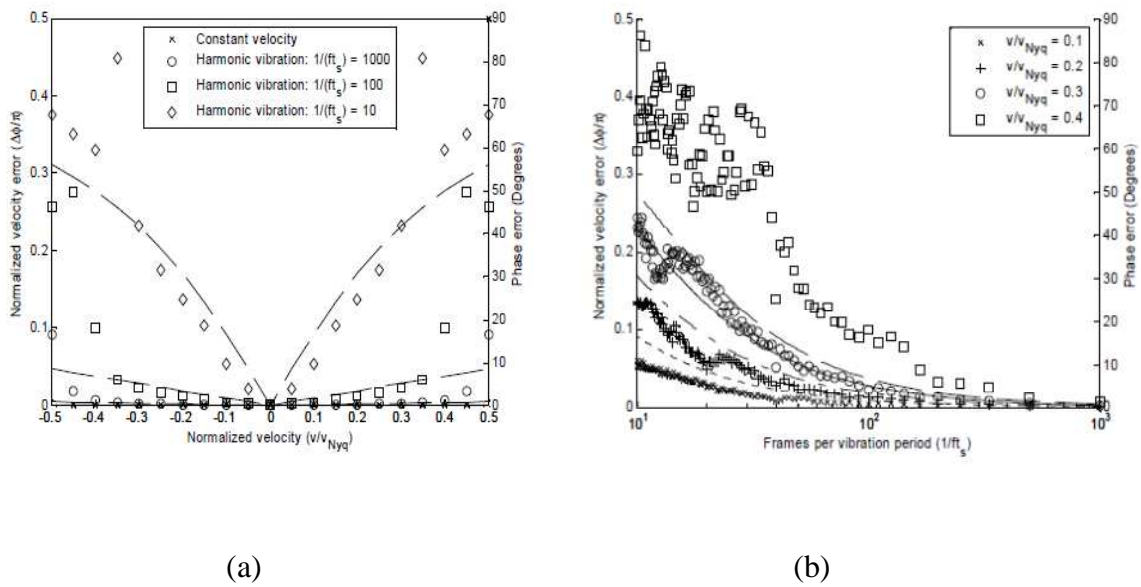 0.5
0.4
0.3
0.2
0.1
0
Normalized velocity error (Δϕ/π)
× Constant velocity
○ Harmonic vibration: 1/(ft_s) = 1000
□ Harmonic vibration: 1/(ft_s) = 100
◇ Harmonic vibration: 1/(ft_s) = 10
90
80
70
60
50
40
30
20
10
0
Phase error (Degrees)
-0.5 -0.4 -0.3 -0.2 -0.1 0 0.1 0.2 0.3 0.4 0.5
Normalized velocity (v/v_Nyq)
(a)
0.5
0.4
0.3
0.2
0.1
0
Normalized velocity error (Δϕ/π)
× v/v_Nyq = 0.1
+ v/v_Nyq = 0.2
○ v/v_Nyq = 0.3
□ v/v_Nyq = 0.4
90
80
70
60
50
40
30
20
10
0
Phase error (Degrees)
10^1 10^2 10^3
Frames per vibration period (1/ft_s)
(b)